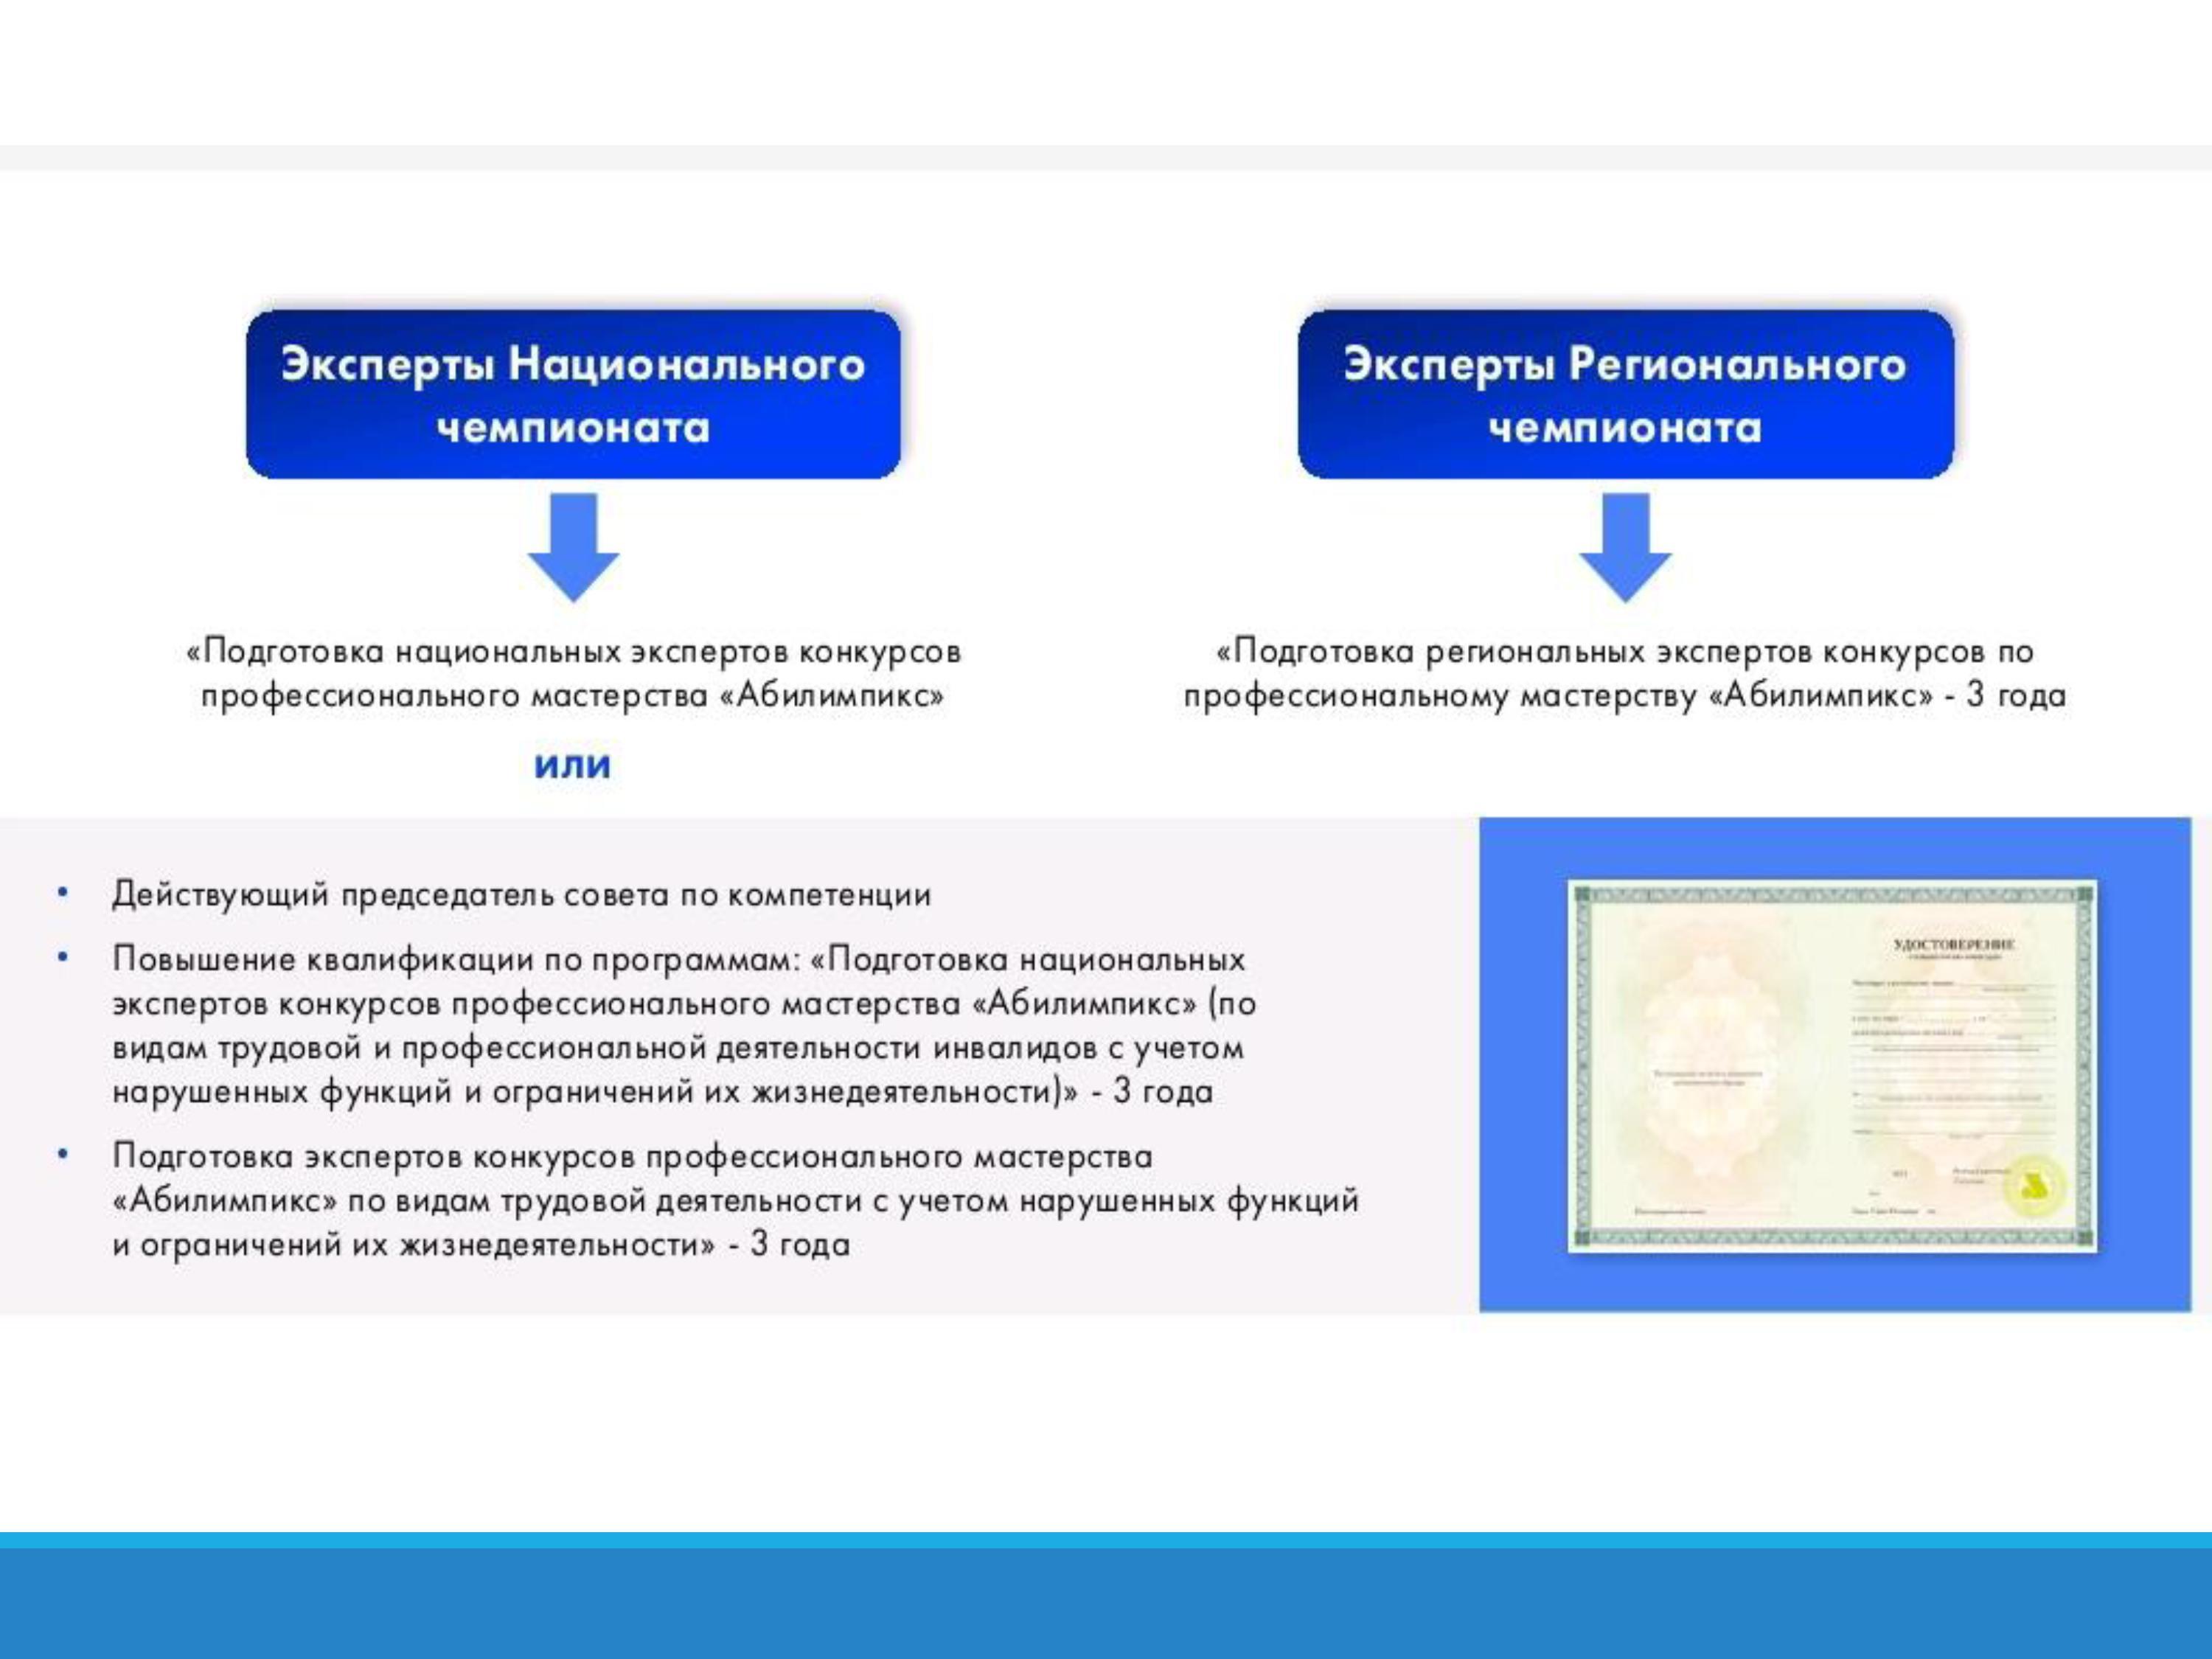 Эксперты Национального
чемпионата
«Подготовка национальных экспертов конкурсов
профессионального мастерства «Абилимпикс»
или
Эксперты Регионального
чемпионата
«Подготовка региональных экспертов конкурсов по
профессиональному мастерству «Абилимпикс» - 3 года
• Действующий председатель совета по компетенции
• Повышение квалификации по программам: «Подготовка национальных
экспертов конкурсов профессионального мастерства «Абилимпикс» (по
видам трудовой и профессиональной деятельности инвалидов с учетом
нарушенных функций и ограничений их жизнедеятельности)» - 3 года
• Подготовка экспертов конкурсов профессионального мастерства
«Абилимпикс» по видам трудовой деятельности с учетом нарушенных функций
и ограничений их жизнедеятельности» - 3 года
УДОСТОВЕРЕНИЕ